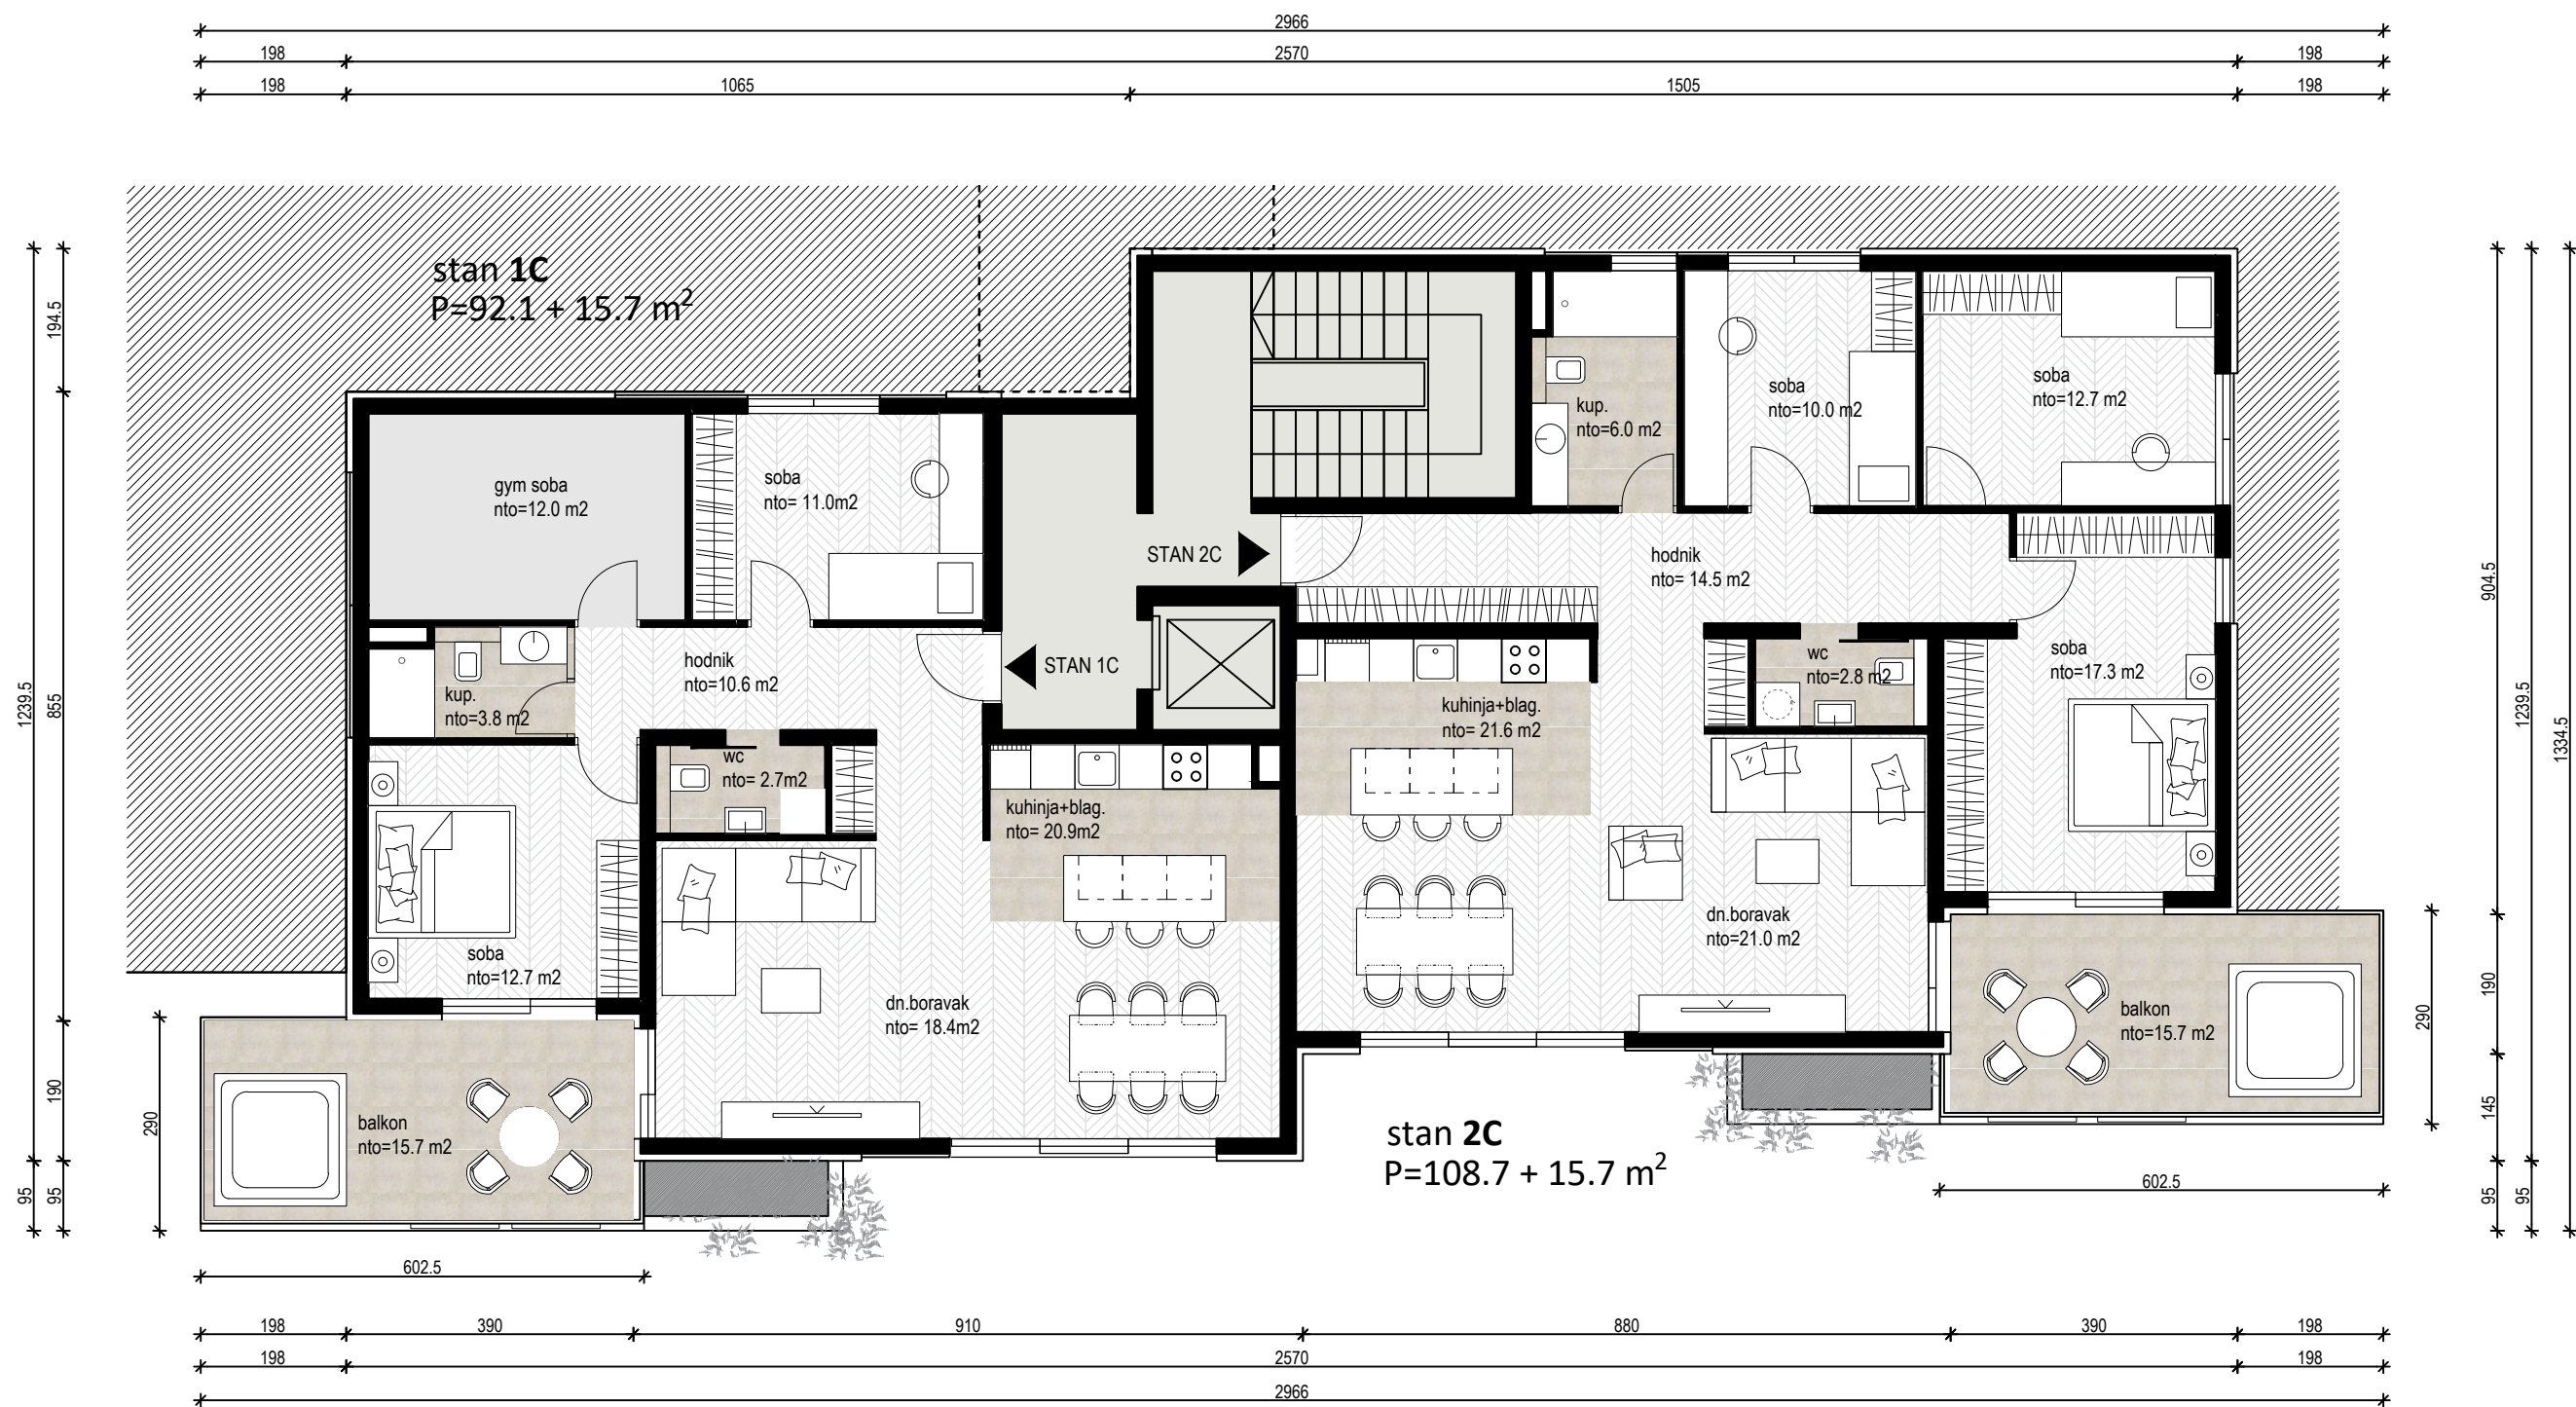 2966
198
2570
198
198
1065
1505
198
stan 1C
P=92.1 + 15.7 m²
gym soba
nto=12.0 m2
soba
nto= 11.0m2
kup.
nto=3.8 m2
hodnik
nto=10.6 m2
wc
nto= 2.7m2
soba
nto=12.7 m2
kuhinja+blag.
nto= 20.9m2
dn.boravak
nto= 18.4m2
balkon
nto=15.7 m2
STAN 2C
STAN 1C
kup.
nto=6.0 m2
soba
nto=10.0 m2
soba
nto=12.7 m2
hodnik
nto= 14.5 m2
kuhinja+blag.
nto= 21.6 m2
wc
nto=2.8 m2
soba
nto=17.3 m2
dn.boravak
nto=21.0 m2
balkon
nto=15.7 m2
stan 2C
P=108.7 + 15.7 m²
1239.5
95
194.5
855
190
95
290
602.5
290
904.5
190
145
95
1239.5
95
1334.5
602.5
198
390
910
880
390
198
198
2570
198
2966